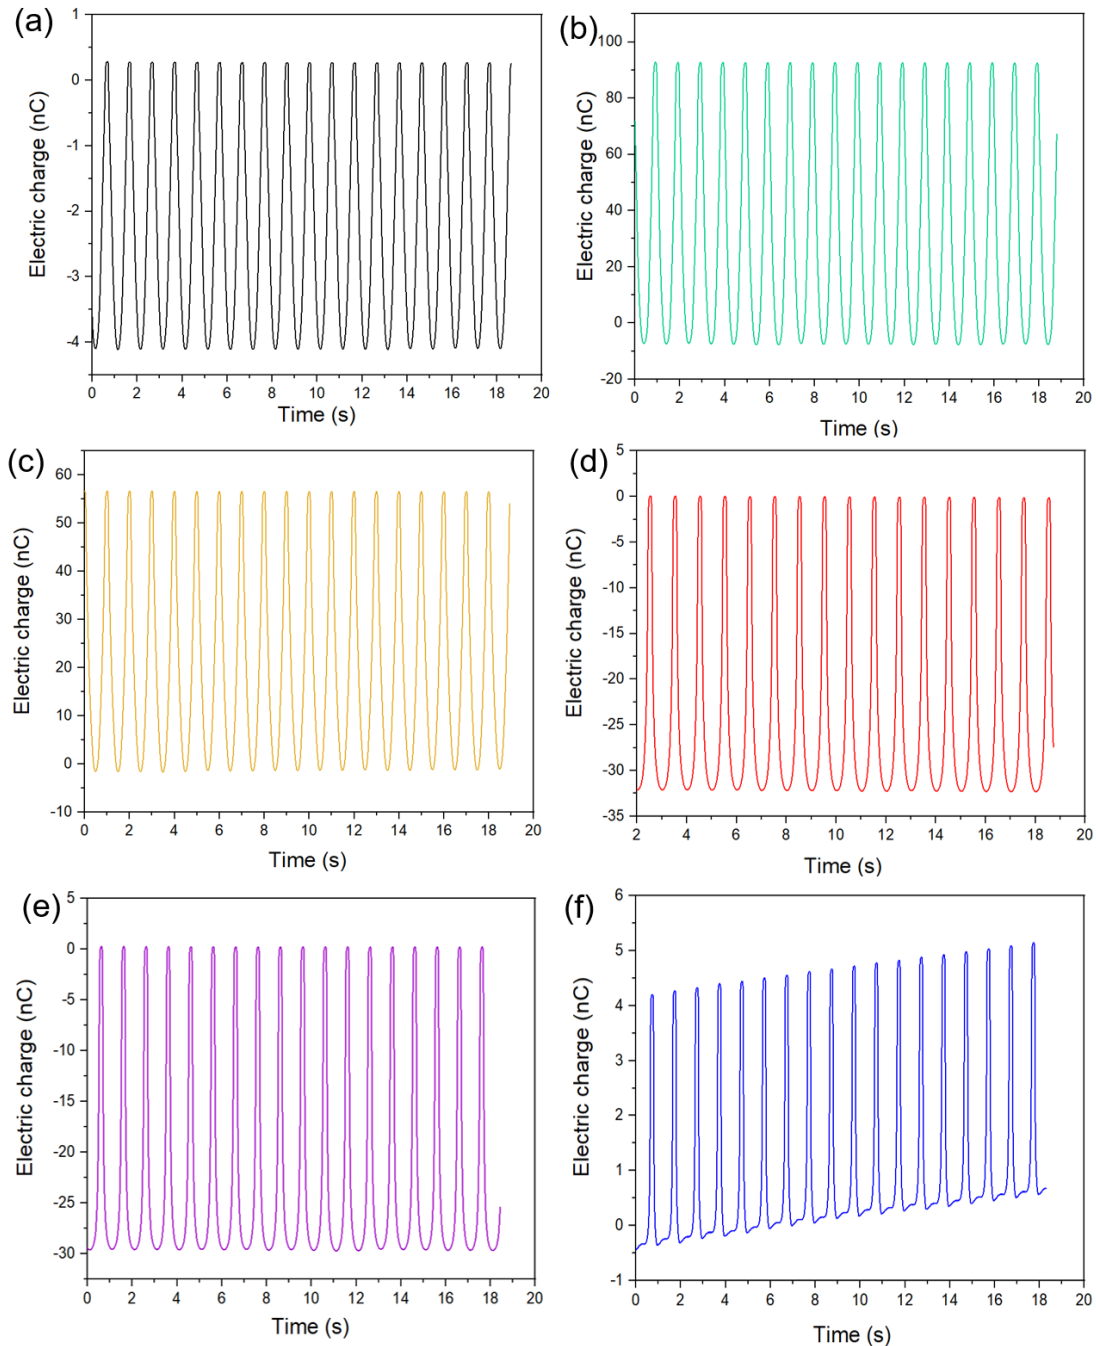 (a)
Electric charge (nC)
1
0
-1
-2
-3
-4
0 2 4 6 8 10 12 14 16 18 20
Time (s)
(b)
Electric charge (nC)
100
80
60
40
20
0
-20
0 2 4 6 8 10 12 14 16 18 20
Time (s)
(c)
Electric charge (nC)
60
50
40
30
20
10
0
-10
0 2 4 6 8 10 12 14 16 18 20
Time (s)
(d)
Electric charge (nC)
5
0
-5
-10
-15
-20
-25
-30
-35
2 4 6 8 10 12 14 16 18 20
Time (s)
(e)
Electric charge (nC)
5
0
-5
-10
-15
-20
-25
-30
0 2 4 6 8 10 12 14 16 18 20
Time (s)
(f)
Electric charge (nC)
6
5
4
3
2
1
0
-1
0 2 4 6 8 10 12 14 16 18 20
Time (s)